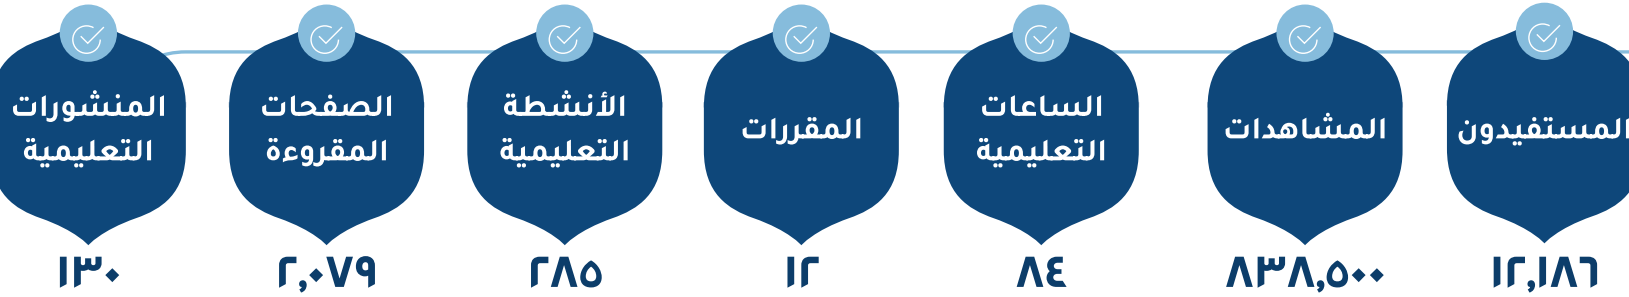 المستفيدون
١٢,١٨٦
المشاهدات
٨٣٨,٥٠٠
الساعات
التعليمية
٨٤
المقررات
١٢
الأنشطة
التعليمية
٢٨٥
الصفحات
المقروءة
٢,٠٧٩
المنشورات
التعليمية
١٣٠